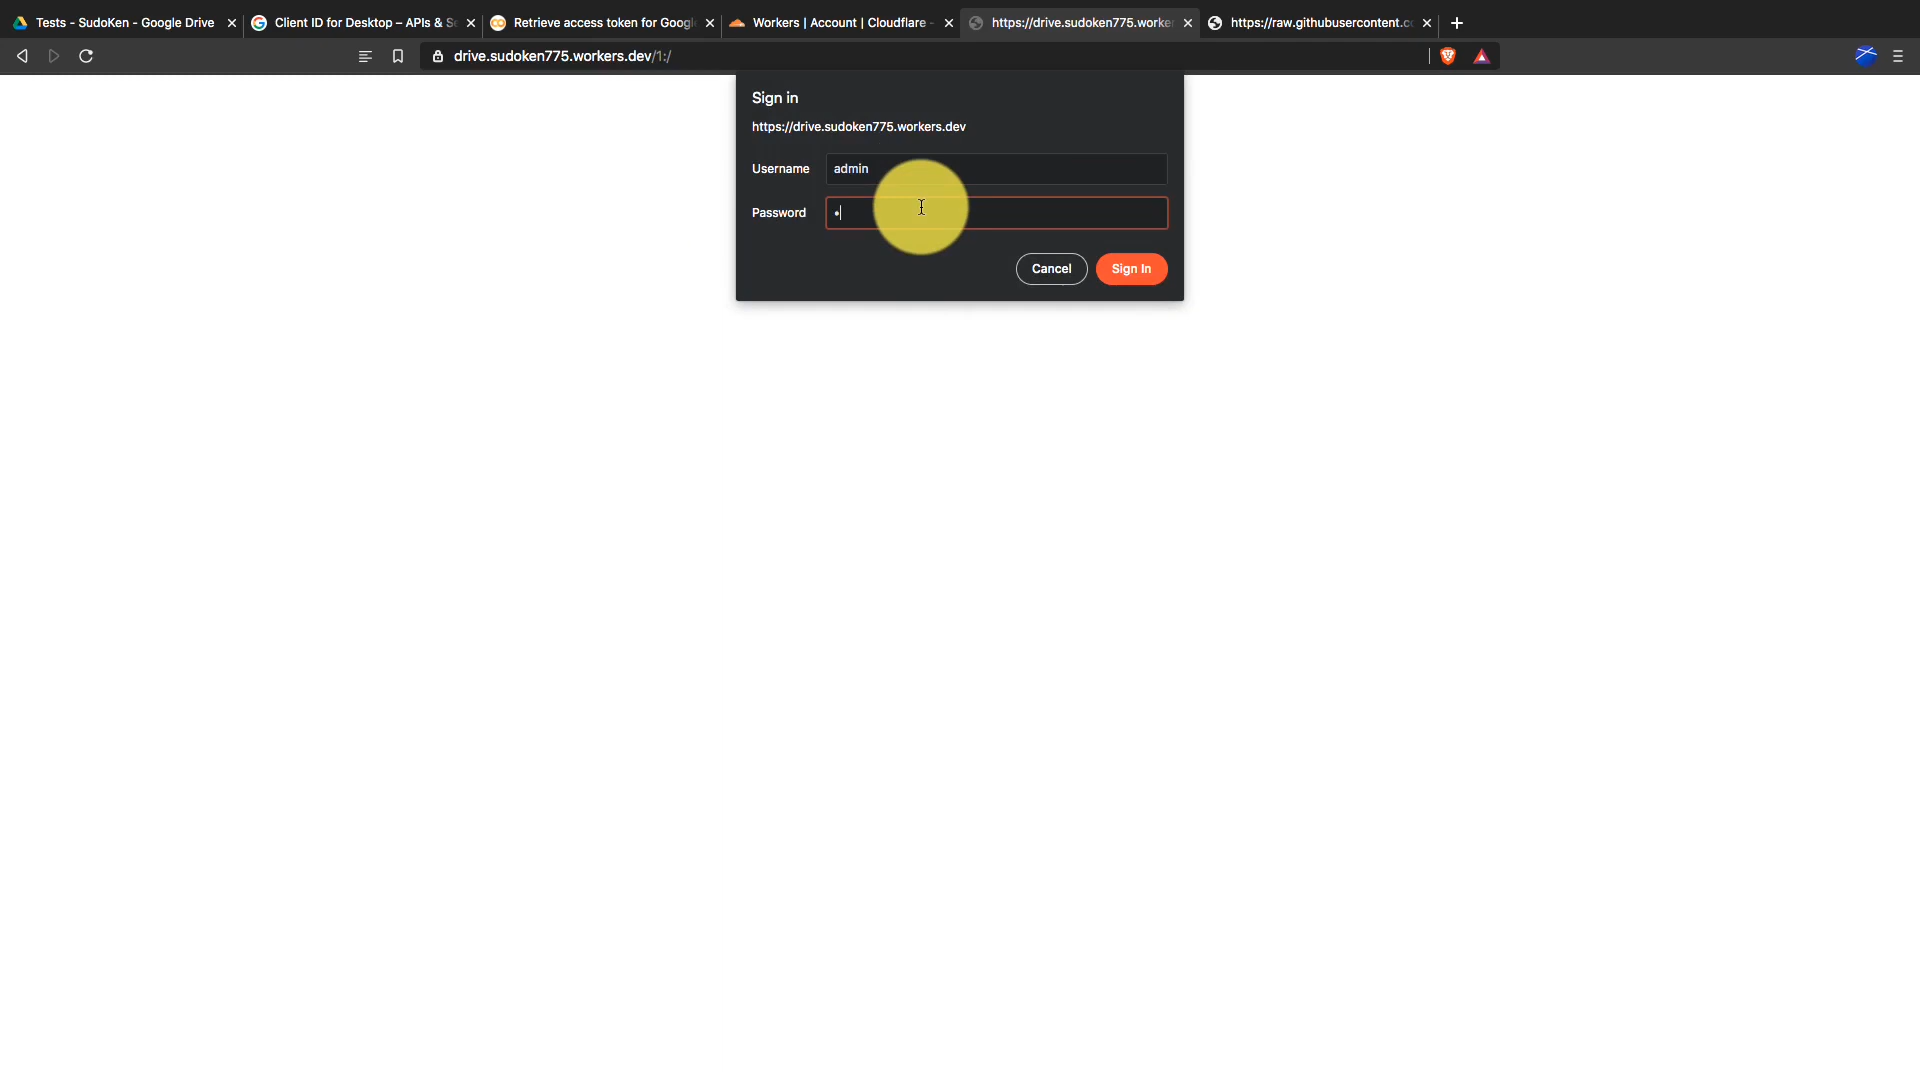 Tests - SudoKen - Google Drive
Client ID for Desktop – APIs & Se
Retrieve access token for Google
Workers | Account | Cloudflare -
https://drive.sudoken775.worke
https://raw.githubusercontent.c
drive.sudoken775.workers.dev/1:/
Sign in
https://drive.sudoken775.workers.dev
Username admin
Password •
Cancel Sign In